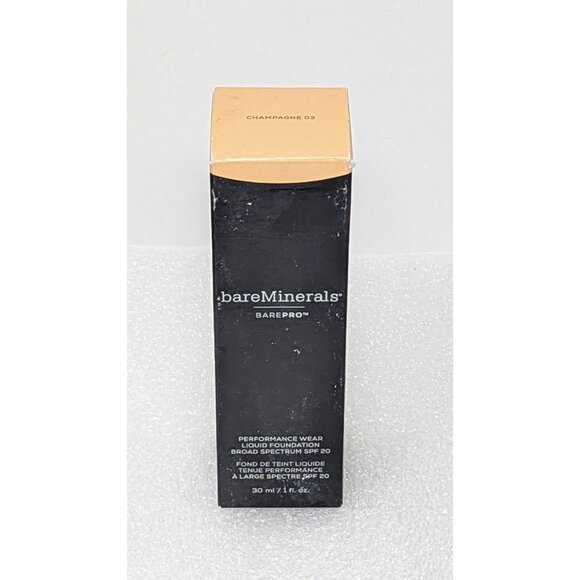 CHAMPAGNE 03
bareMinerals®
BAREPRO™
PERFORMANCE WEAR
LIQUID FOUNDATION
BROAD SPECTRUM SPF 20
FOND DE TEINT LIQUIDE
TENUE PERFORMANCE
À LARGE SPECTRE SPF 20
30 ml / 1 fl. oz.